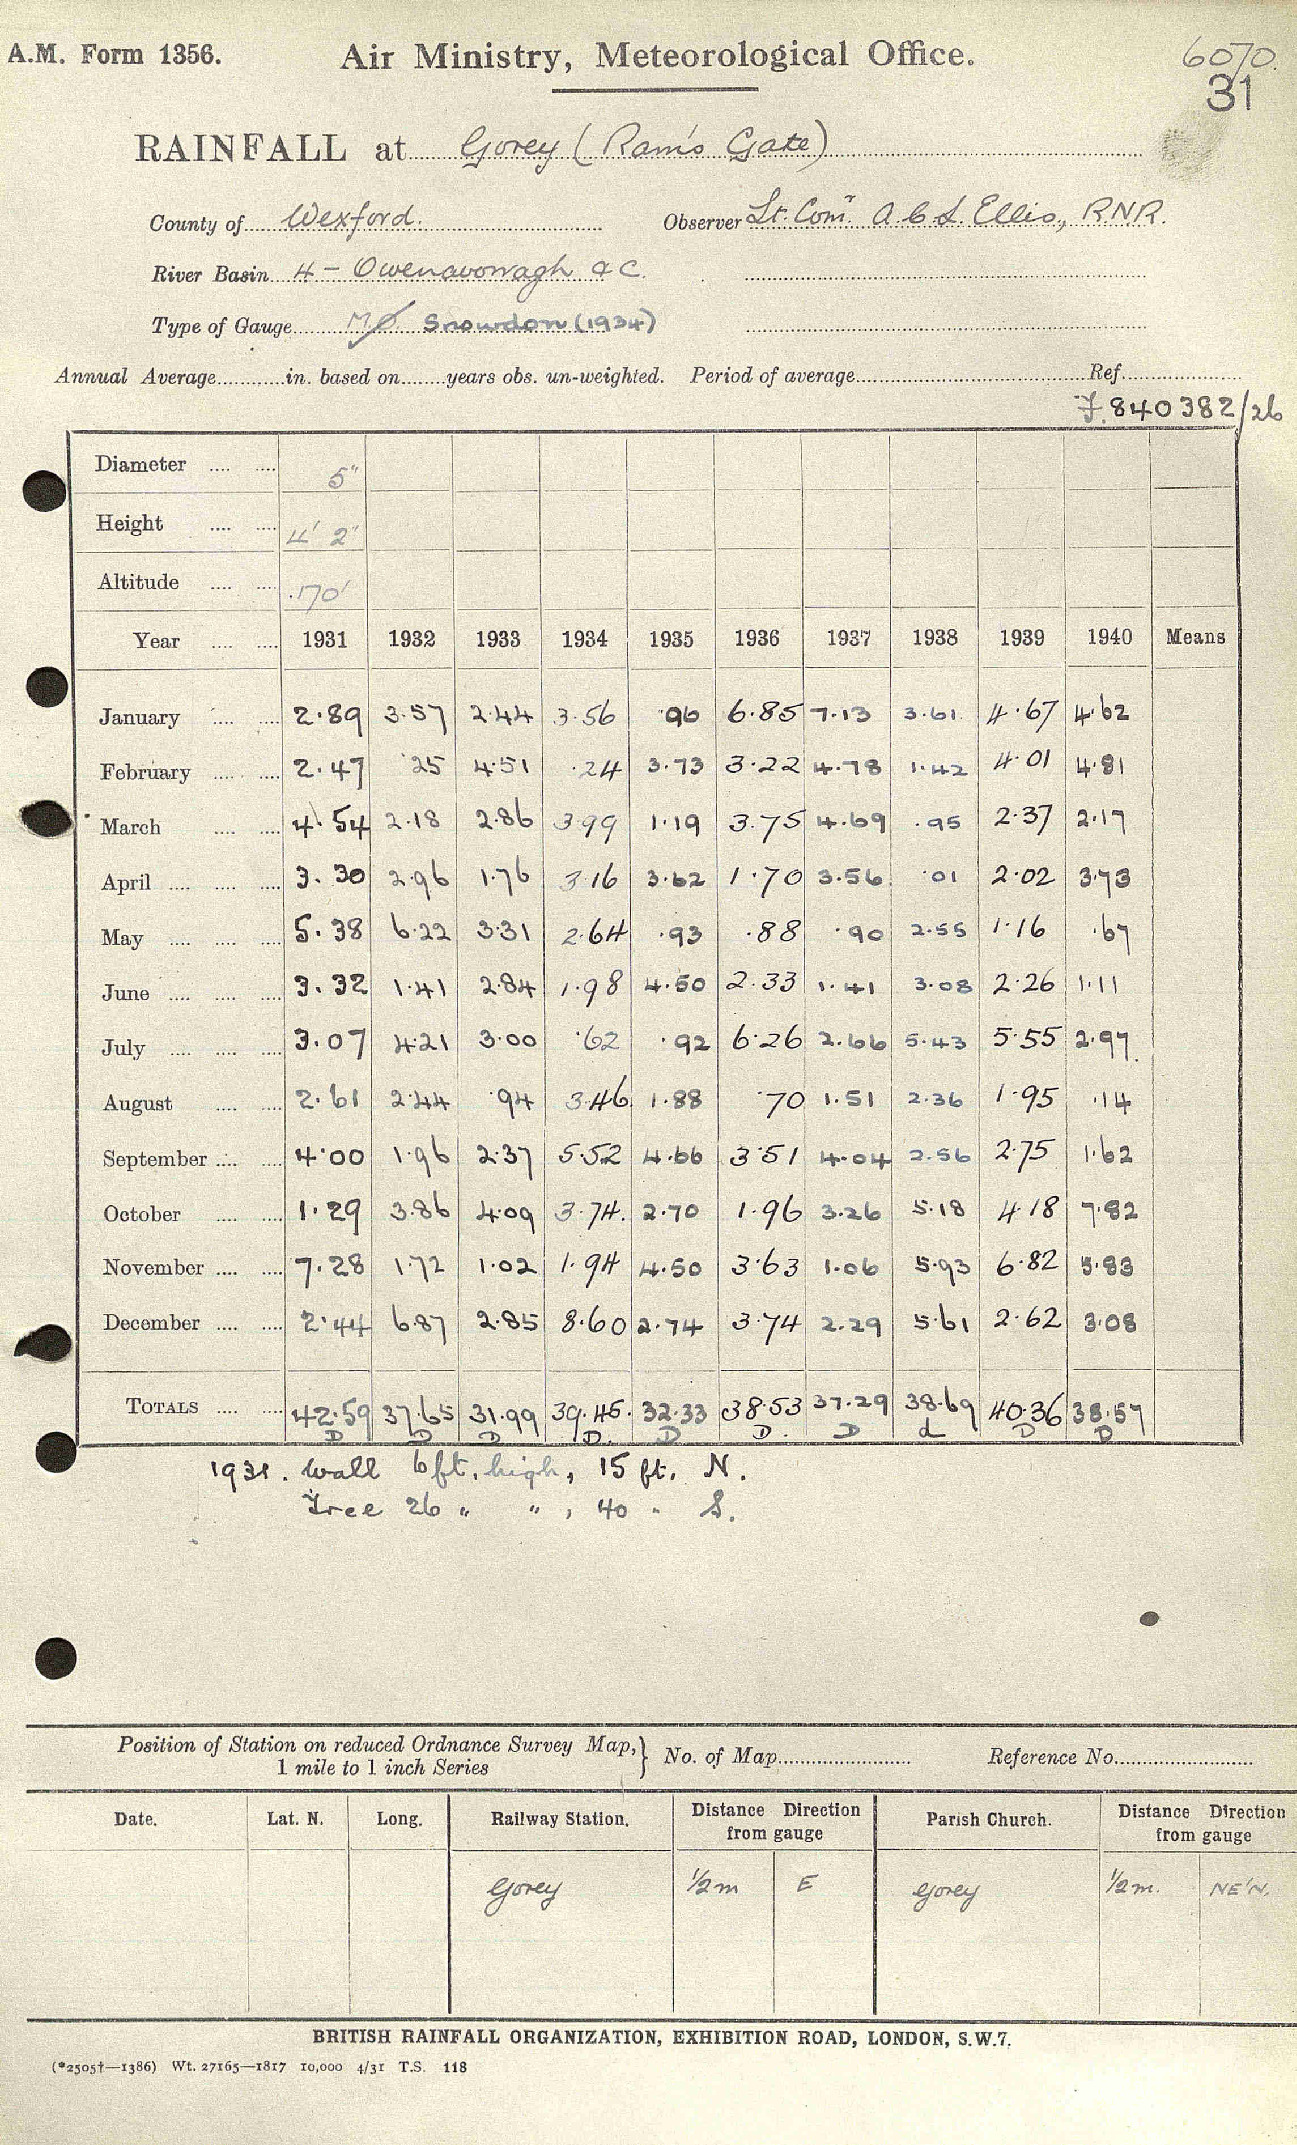 A.M. Form 1356. Air Ministry, Meteorological Office. 6070.
31
RAINFALL at Gorey (Ram's Gate)
County of Wexford. Observer Lt. Comr. A. C. L. Ellis, RNR.
River Basin 4 - Owenavorragh &c.
Type of Gauge MO Snowdon (1934)
Annual Average in. based on years obs. un-weighted. Period of average Ref.
J.840382/26
Diameter 5"
Height 4' 2"
Altitude 170'
Year 1931 1932 1933 1934 1935 1936 1937 1938 1939 1940 Means
January 2.89 3.57 2.44 3.56 .96 6.85 7.13 3.61 4.67 4.62
February 2.47 .25 4.51 .24 3.73 3.22 4.78 1.42 4.01 4.81
March 4.54 2.18 2.86 3.99 1.19 3.75 4.69 .95 2.37 2.17
April 3.30 2.96 1.76 3.16 3.62 1.70 3.56 .01 2.02 3.73
May 5.38 6.22 3.31 2.64 .93 .88 .90 2.55 1.16 .67
June 3.32 1.41 2.84 1.98 4.50 2.33 1.41 3.08 2.26 1.11
July 3.07 4.21 3.00 .62 .92 6.26 2.66 5.43 5.55 2.97
August 2.61 2.44 .94 3.46 1.88 .70 1.51 2.36 1.95 .14
September 4.00 1.96 2.37 5.52 4.66 3.51 4.04 2.56 2.75 1.62
October 1.29 3.86 4.09 3.74 2.70 1.96 3.26 5.18 4.18 7.82
November 7.28 1.72 1.02 1.94 4.50 3.63 1.06 5.93 6.82 5.83
December 2.44 6.87 2.85 8.60 2.74 3.74 2.29 5.61 2.62 3.08
TOTALS 42.59 37.65 31.99 39.45 32.33 38.53 37.29 38.69 40.36 38.57
D D D D. D D. D d D D
1931. Wall 6ft. high, 15 ft. N.
Tree 26 " ", 40 " S.
Position of Station on reduced Ordnance Survey Map, No. of Map Reference No.
1 mile to 1 inch Series
Date. Lat. N. Long. Railway Station. Distance Direction Parish Church. Distance Direction
from gauge from gauge
Gorey 1/2 m E Gorey 1/2 m. NE'N.
BRITISH RAINFALL ORGANIZATION, EXHIBITION ROAD, LONDON, S.W.7.
(*2505†—1386) Wt. 27165—1817 10,000 4/31 T.S. 118